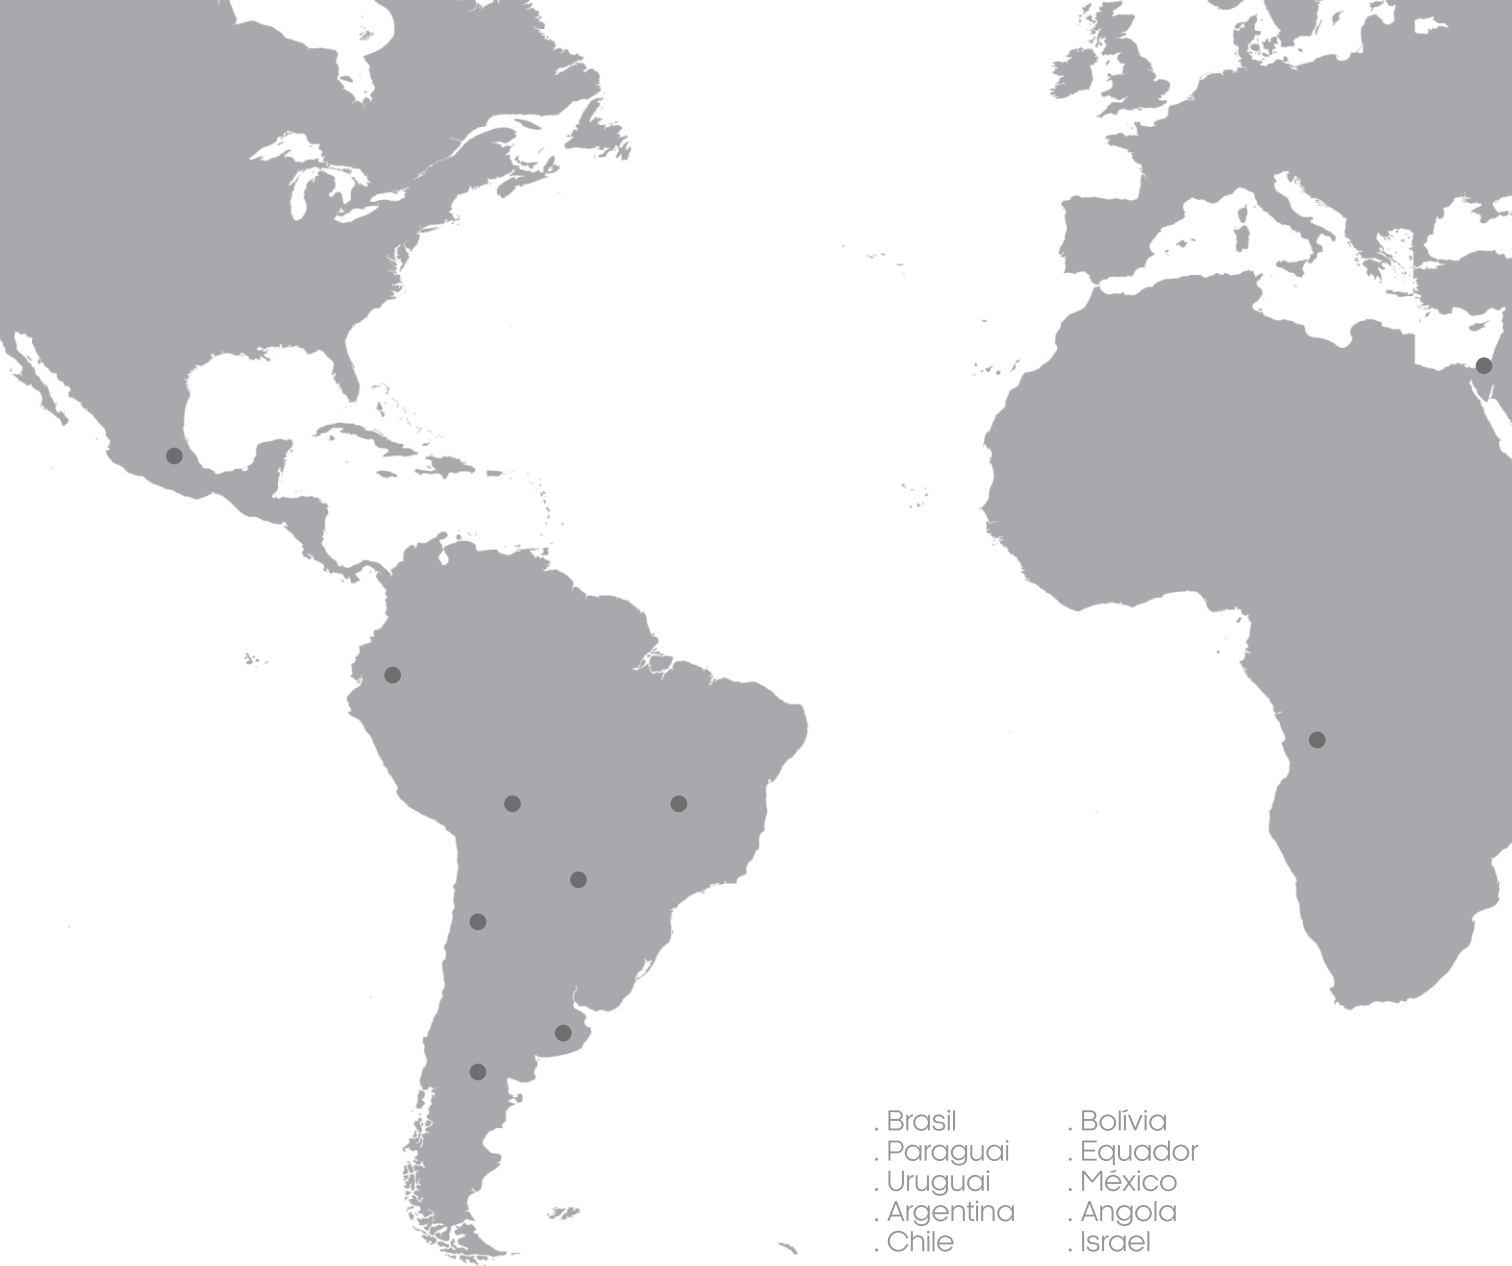 . Brasil
. Paraguai
. Uruguai
. Argentina
. Chile
. Bolívia
. Equador
. México
. Angola
. Israel